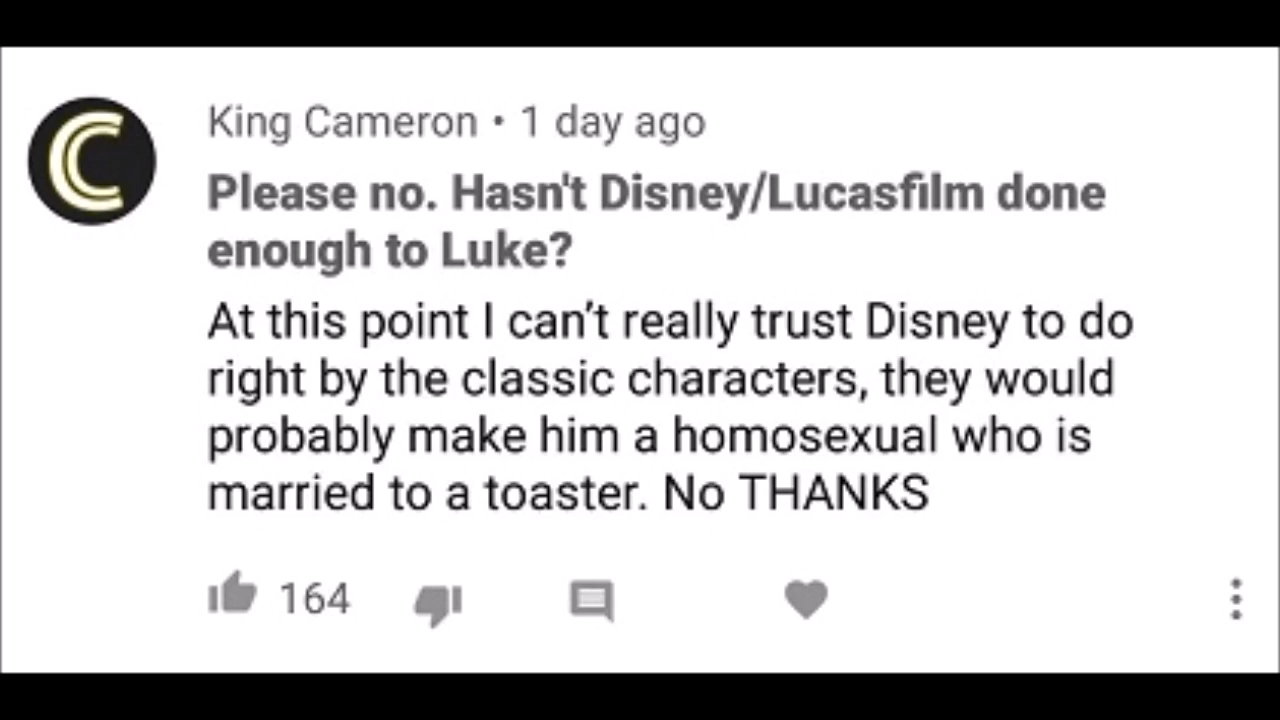 C
King Cameron • 1 day ago
Please no. Hasn't Disney/Lucasfilm done
enough to Luke?
At this point I can’t really trust Disney to do
right by the classic characters, they would
probably make him a homosexual who is
married to a toaster. No THANKS
164